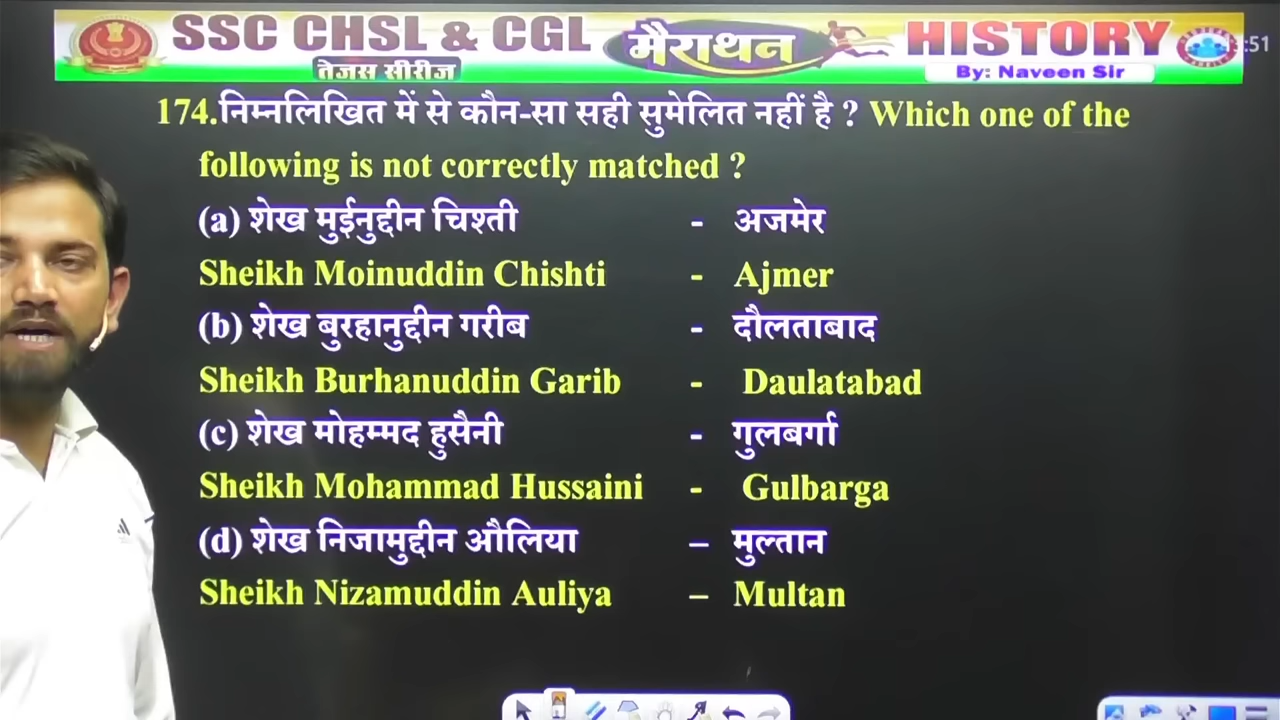 SSC CHSL & CGL मैराथन HISTORY
तेजस सीरीज
By: Naveen Sir
:51
174.निम्नलिखित में से कौन-सा सही सुमेलित नहीं है ? Which one of the
following is not correctly matched ?
(a) शेख मुईनुद्दीन चिश्ती - अजमेर
Sheikh Moinuddin Chishti - Ajmer
(b) शेख बुरहानुद्दीन गरीब - दौलताबाद
Sheikh Burhanuddin Garib - Daulatabad
(c) शेख मोहम्मद हुसैनी - गुलबर्गा
Sheikh Mohammad Hussaini - Gulbarga
(d) शेख निजामुद्दीन औलिया – मुल्तान
Sheikh Nizamuddin Auliya – Multan